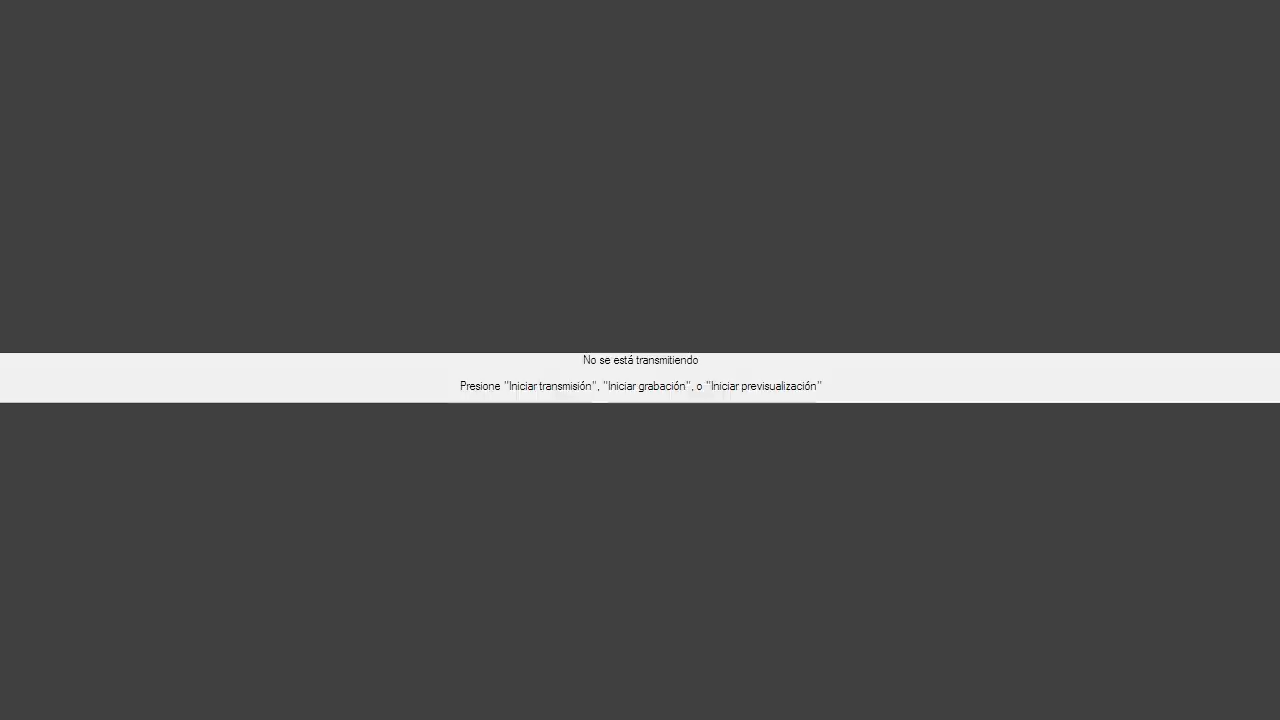 No se está transmitiendo
Presione "Iniciar transmisión", "Iniciar grabación", o "Iniciar previsualización"